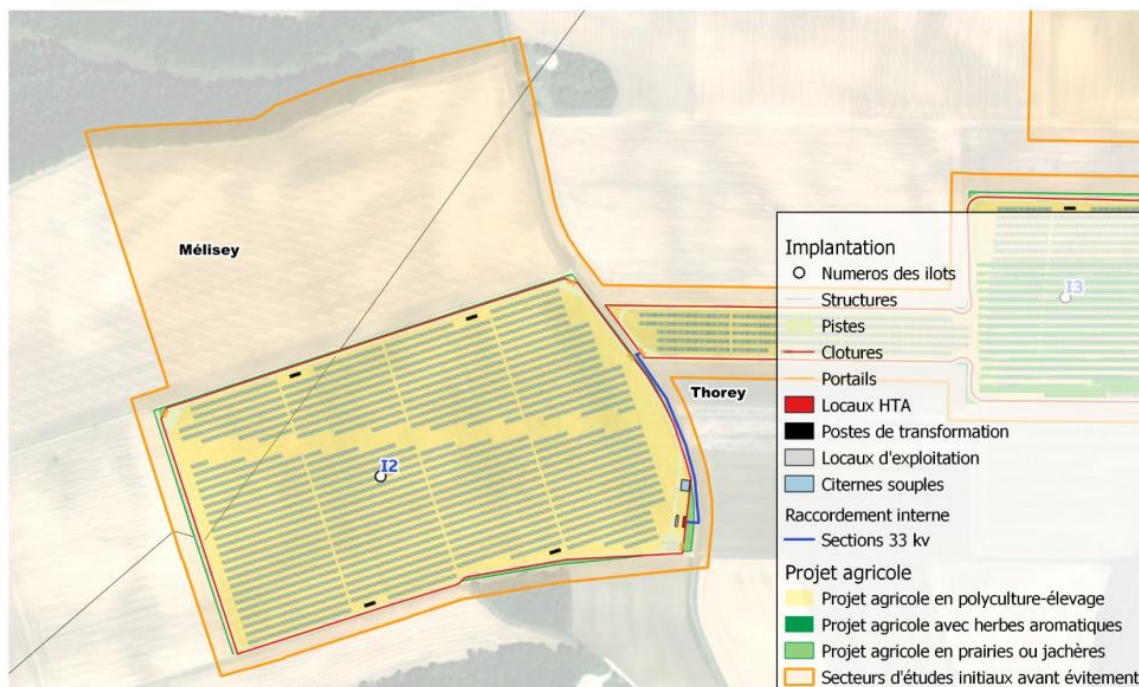 Mélisey
Thorey
I2
I3
Implantation
Numeros des ilots
Structures
Pistes
Clotures
Portails
Locaux HTA
Postes de transformation
Locaux d'exploitation
Citernes souples
Raccordement interne
Sections 33 kv
Projet agricole
Projet agricole en polyculture-élevage
Projet agricole avec herbes aromatiques
Projet agricole en prairies ou jachères
Secteurs d'études initiaux avant évitement